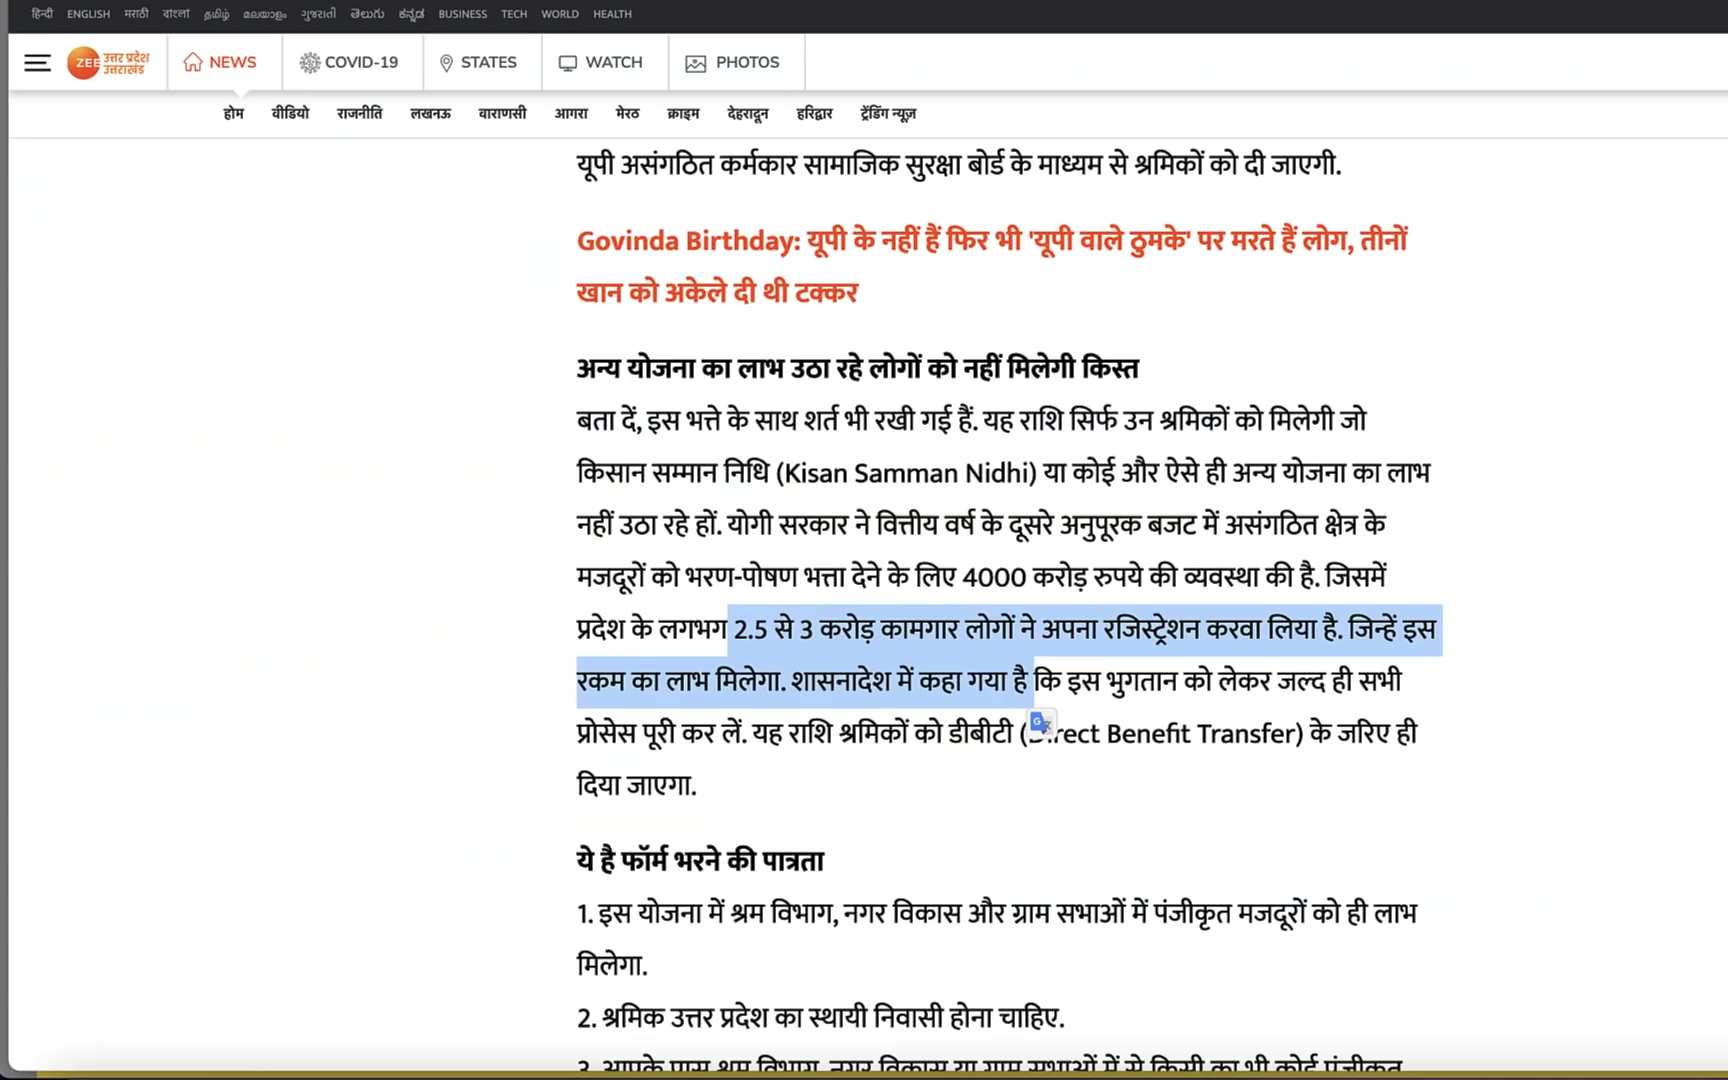 हिन्दी ENGLISH मराठी বাংলা தமிழ் മലയാളം ગુજરાતી తెలుగు ಕನ್ನಡ BUSINESS TECH WORLD HEALTH
ZEE उत्तर प्रदेश उत्तराखंड NEWS COVID-19 STATES WATCH PHOTOS
होम वीडियो राजनीति लखनऊ वाराणसी आगरा मेरठ क्राइम देहरादून हरिद्वार ट्रेंडिंग न्यूज़
यूपी असंगठित कर्मकार सामाजिक सुरक्षा बोर्ड के माध्यम से श्रमिकों को दी जाएगी.
Govinda Birthday: यूपी के नहीं हैं फिर भी 'यूपी वाले ठुमके' पर मरते हैं लोग, तीनों
खान को अकेले दी थी टक्कर
अन्य योजना का लाभ उठा रहे लोगों को नहीं मिलेगी किस्त
बता दें, इस भत्ते के साथ शर्त भी रखी गई हैं. यह राशि सिर्फ उन श्रमिकों को मिलेगी जो
किसान सम्मान निधि (Kisan Samman Nidhi) या कोई और ऐसे ही अन्य योजना का लाभ
नहीं उठा रहे हों. योगी सरकार ने वित्तीय वर्ष के दूसरे अनुपूरक बजट में असंगठित क्षेत्र के
मजदूरों को भरण-पोषण भत्ता देने के लिए 4000 करोड़ रुपये की व्यवस्था की है. जिसमें
प्रदेश के लगभग 2.5 से 3 करोड़ कामगार लोगों ने अपना रजिस्ट्रेशन करवा लिया है. जिन्हें इस
रकम का लाभ मिलेगा. शासनादेश में कहा गया है कि इस भुगतान को लेकर जल्द ही सभी
प्रोसेस पूरी कर लें. यह राशि श्रमिकों को डीबीटी (Direct Benefit Transfer) के जरिए ही
दिया जाएगा.
ये है फॉर्म भरने की पात्रता
1. इस योजना में श्रम विभाग, नगर विकास और ग्राम सभाओं में पंजीकृत मजदूरों को ही लाभ
मिलेगा.
2. श्रमिक उत्तर प्रदेश का स्थायी निवासी होना चाहिए.
3. आपके पास श्रम विभाग, नगर विकास या ग्राम सभाओं में से किसी का भी कोई पंजीकृत